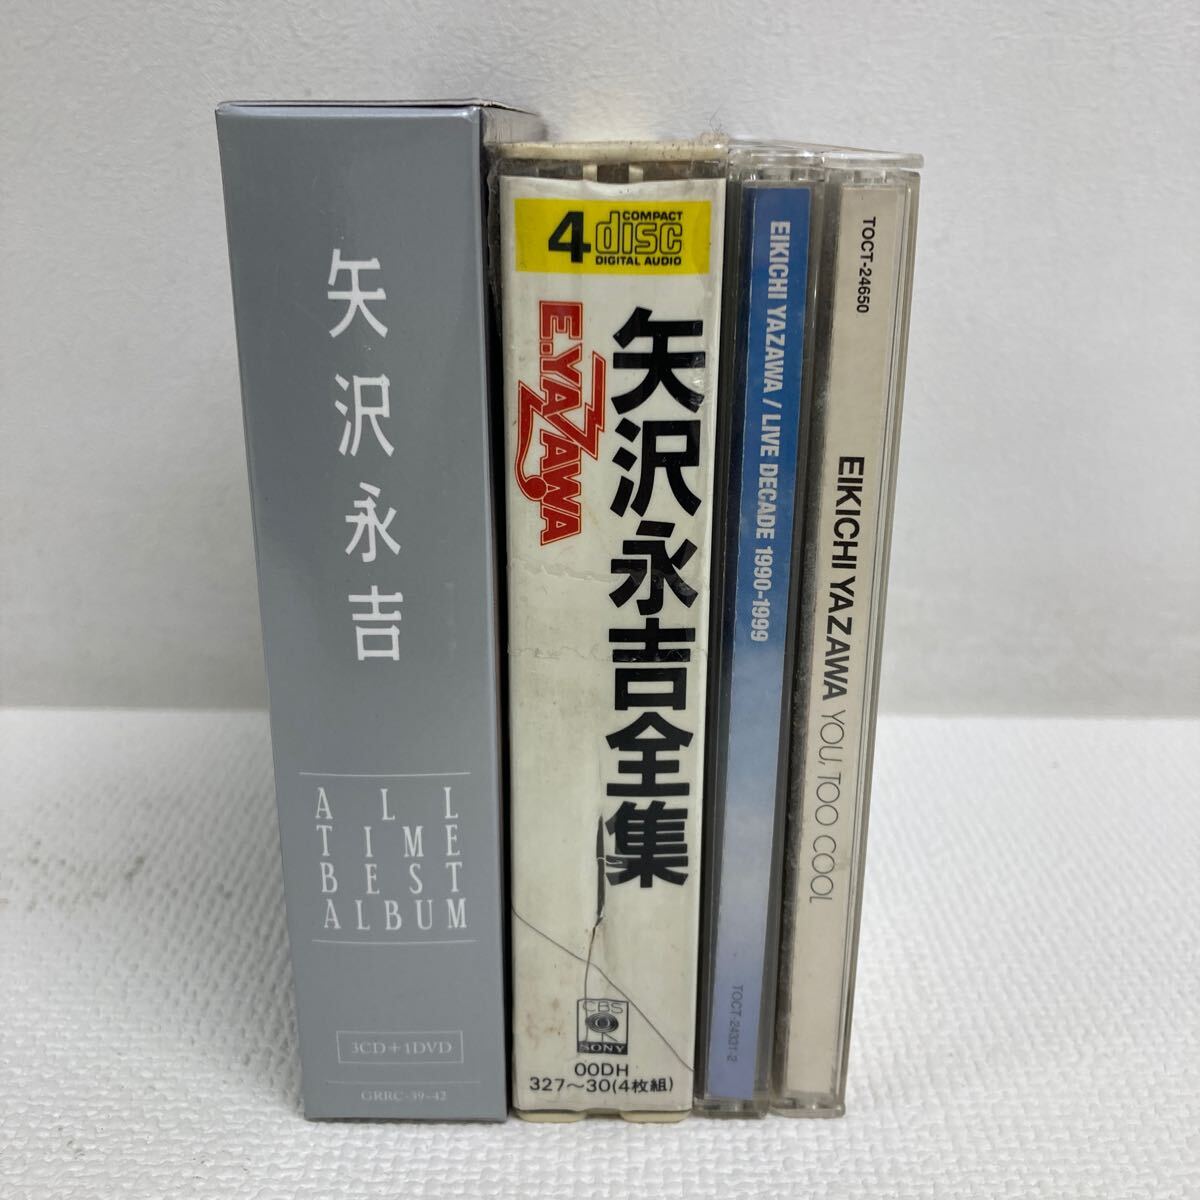 矢沢永吉
ALL
TIME
BEST
ALBUM
3CD+1DVD
GRRC-39~42
4 COMPACT
disc
DIGITAL AUDIO
E.YAZAWA
矢沢永吉全集
CBS
SONY
00DH
327～30(4枚組)
EIKICHI YAZAWA / LIVE DECADE 1990-1999
TOCT-24331-2
TOCT-24650
EIKICHI YAZAWA YOU, TOO COOL